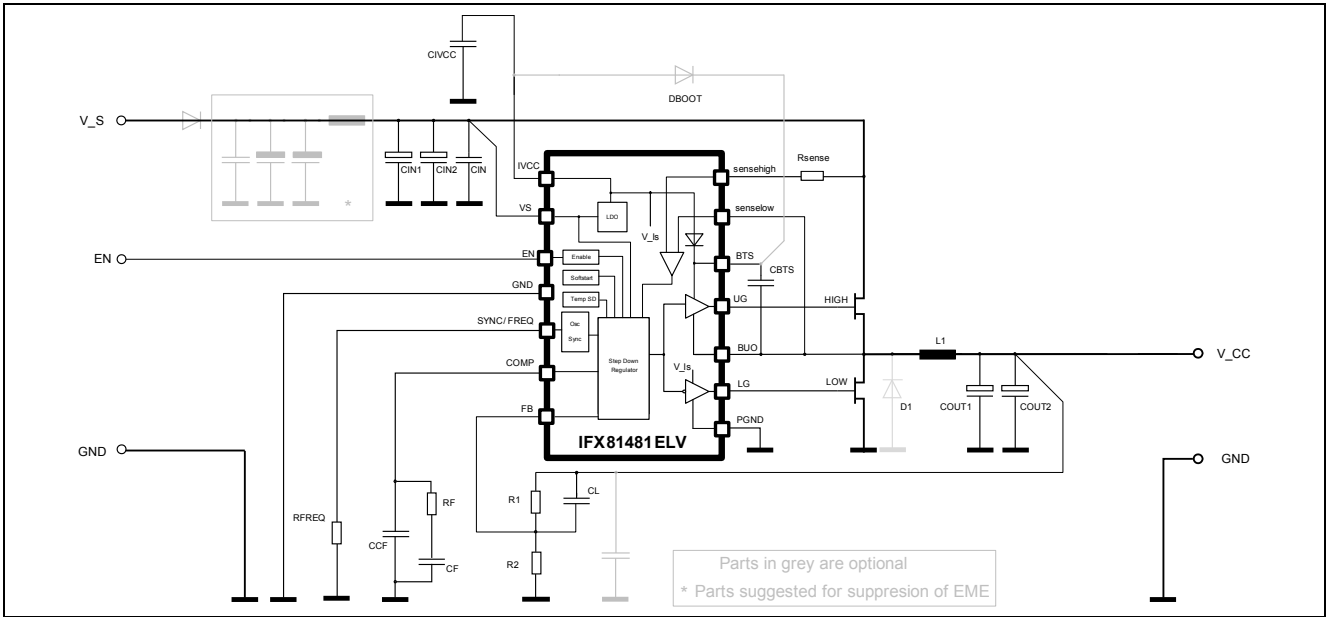 CIVCC
DBOOT
V_S
CIN1
CIN2
CIN
*
IVCC
sensehigh
Rsense
LDO
VS
senselow
V_Is
EN
EN
Enable
BTS
CBTS
Softstart
GND
Temp SD
UG
HIGH
SYNC/ FREQ
Osc
Sync
L1
Step Down
Regulator
BUO
V_CC
COMP
V_Is
LG
LOW
D1
COUT1
COUT2
FB
PGND
IFX81481ELV
GND
GND
RF
R1
CL
RFREQ
CCF
CF
R2
Parts in grey are optional
* Parts suggested for suppresion of EME